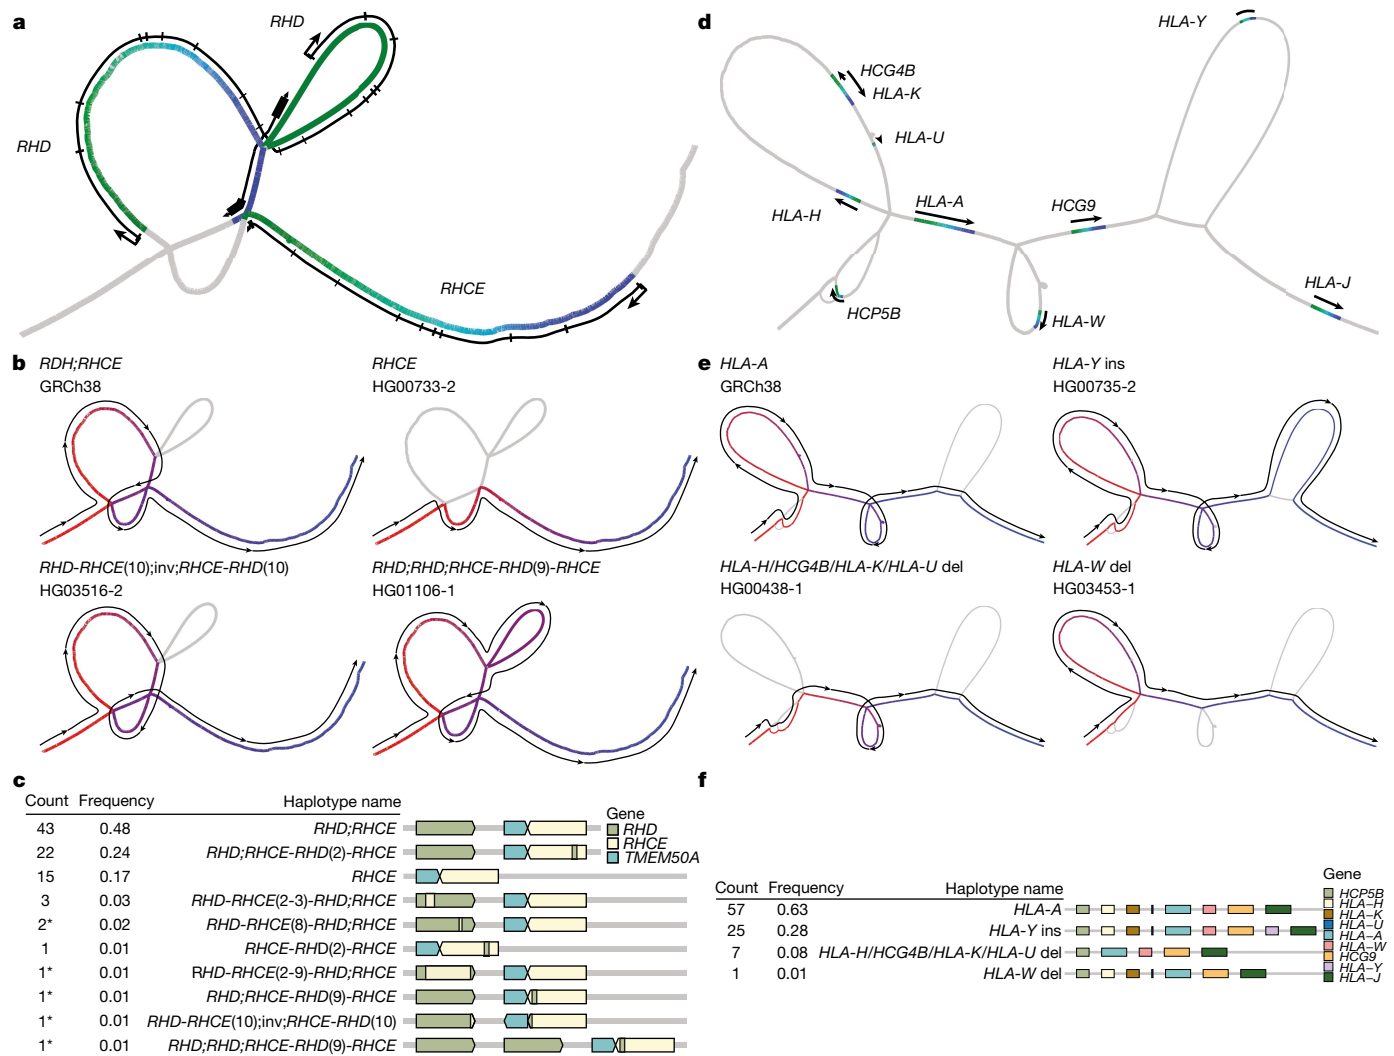 a
RHD
RHD
RHCE
b
RDH;RHCE
GRCh38
RHCE
HG00733-2
RHD-RHCE(10);inv;RHCE-RHD(10)
HG03516-2
RHD;RHD;RHCE-RHD(9)-RHCE
HG01106-1
c
Count Frequency Haplotype name
43 0.48 RHD;RHCE
22 0.24 RHD;RHCE-RHD(2)-RHCE
15 0.17 RHCE
3 0.03 RHD-RHCE(2-3)-RHD;RHCE
2* 0.02 RHD-RHCE(8)-RHD;RHCE
1 0.01 RHCE-RHD(2)-RHCE
1* 0.01 RHD-RHCE(2-9)-RHD;RHCE
1* 0.01 RHD;RHCE-RHD(9)-RHCE
1* 0.01 RHD-RHCE(10);inv;RHCE-RHD(10)
1* 0.01 RHD;RHD;RHCE-RHD(9)-RHCE
Gene
RHD
RHCE
TMEM50A
d
HLA-Y
HCG4B
HLA-K
HLA-U
HLA-H
HLA-A
HCG9
HCP5B
HLA-W
HLA-J
e
HLA-A
GRCh38
HLA-Y ins
HG00735-2
HLA-H/HCG4B/HLA-K/HLA-U del
HG00438-1
HLA-W del
HG03453-1
f
Count Frequency Haplotype name
57 0.63 HLA-A
25 0.28 HLA-Y ins
7 0.08 HLA-H/HCG4B/HLA-K/HLA-U del
1 0.01 HLA-W del
Gene
HCP5B
HLA-H
HLA-K
HLA-U
HLA-A
HLA-W
HCG9
HLA-Y
HLA-J